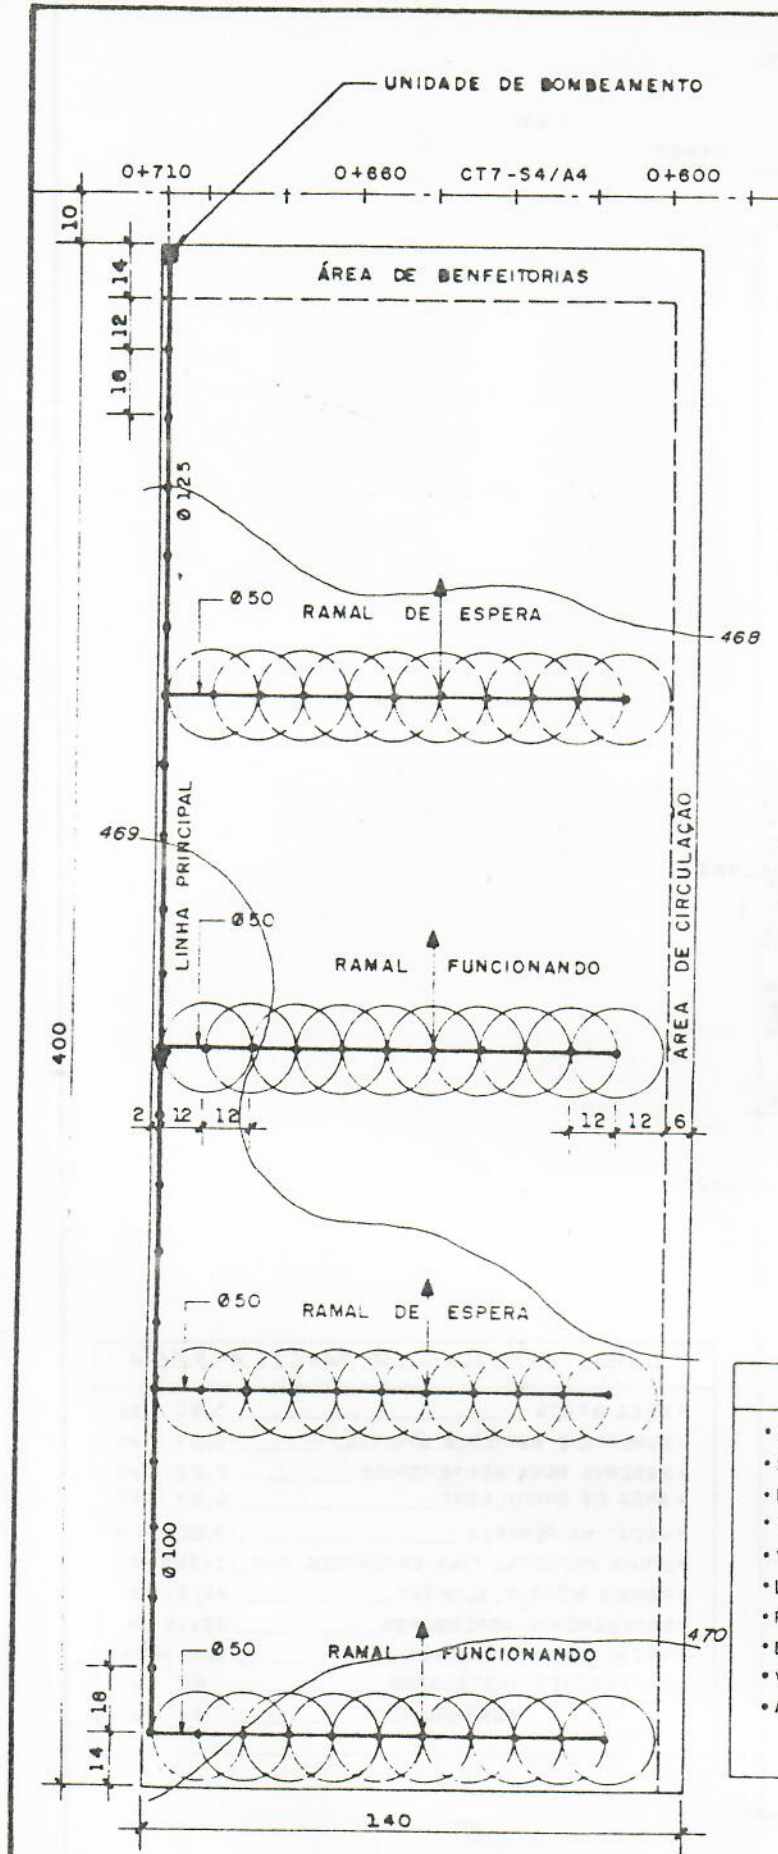 UNIDADE DE BOMBEAMENTO
0+710 0+660 CT7-S4/A4 0+600
10
14
ÁREA DE BENFEITORIAS
12
18
Ø125
Ø50
RAMAL DE ESPERA
468
LINHA PRINCIPAL
469
ÁREA DE CIRCULAÇÃO
Ø50
RAMAL FUNCIONANDO
400
2 12 12 12 12 6
Ø50
RAMAL DE ESPERA
Ø100
470
Ø50
RAMAL FUNCIONANDO
18
14
140